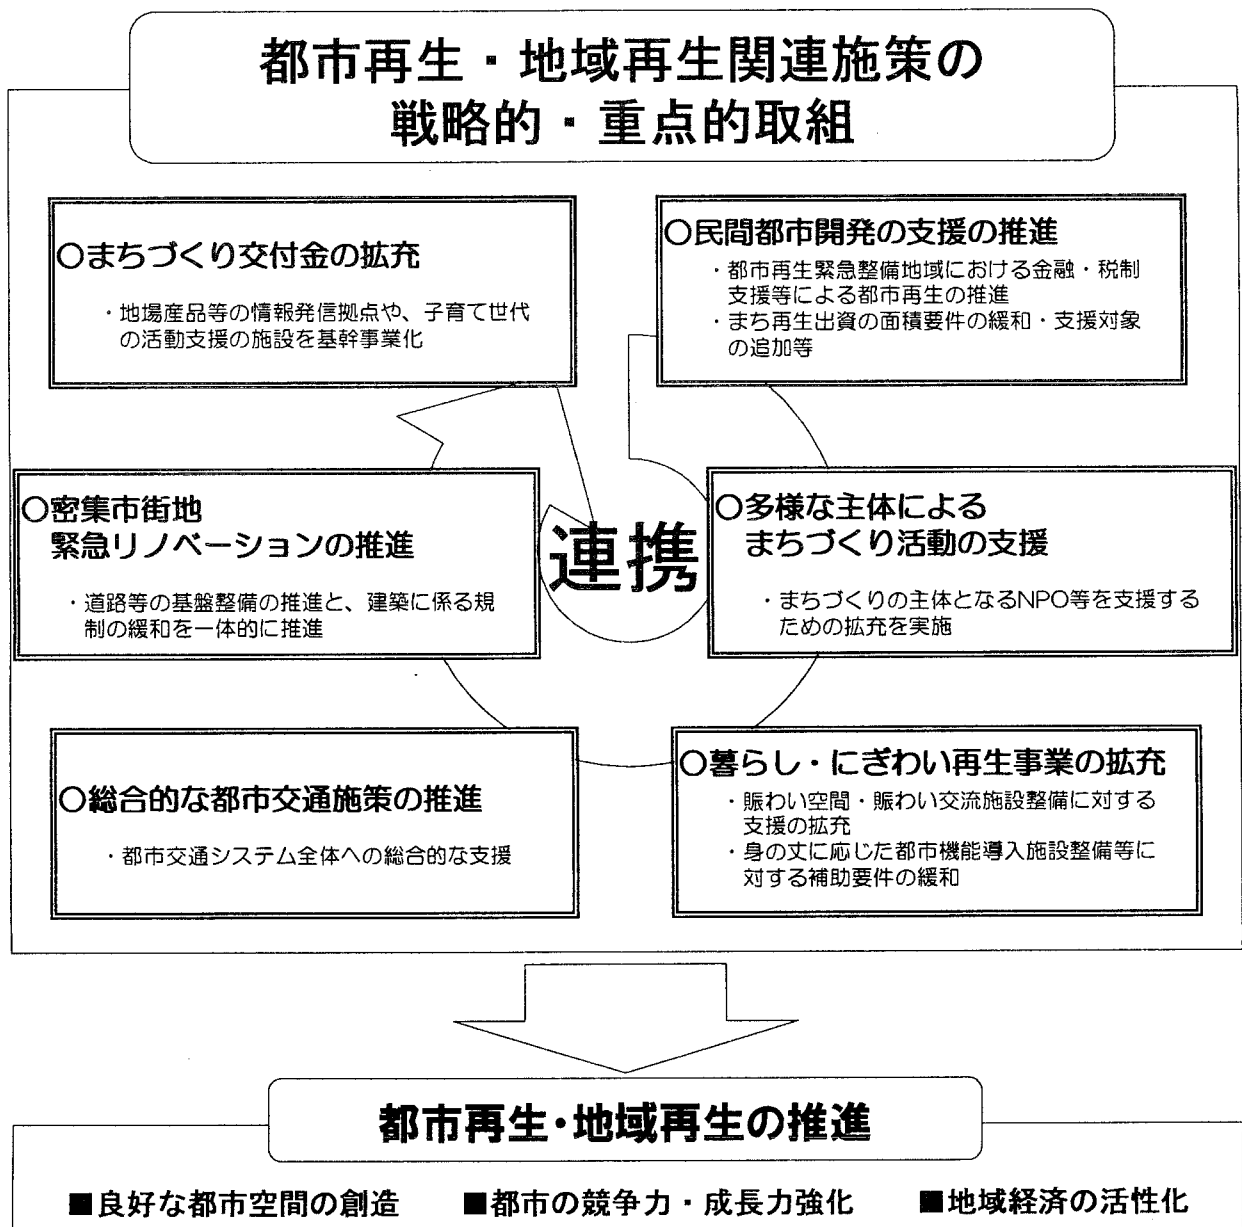 都市再生・地域再生関連施策の
戦略的・重点的取組
○まちづくり交付金の拡充
・地場産品等の情報発信拠点や、子育て世代
の活動支援の施設を基幹事業化
○民間都市開発の支援の推進
・都市再生緊急整備地域における金融・税制
支援等による都市再生の推進
・まち再生出資の面積要件の緩和・支援対象
の追加等
○密集市街地
緊急リノベーションの推進
・道路等の基盤整備の推進と、建築に係る規
制の緩和を一体的に推進
連携
○多様な主体による
まちづくり活動の支援
・まちづくりの主体となるNPO等を支援する
ための拡充を実施
○総合的な都市交通施策の推進
・都市交通システム全体への総合的な支援
○暮らし・にぎわい再生事業の拡充
・賑わい空間・賑わい交流施設整備に対する
支援の拡充
・身の丈に応じた都市機能導入施設整備等に
対する補助要件の緩和
都市再生・地域再生の推進
■良好な都市空間の創造 ■都市の競争力・成長力強化 ■地域経済の活性化